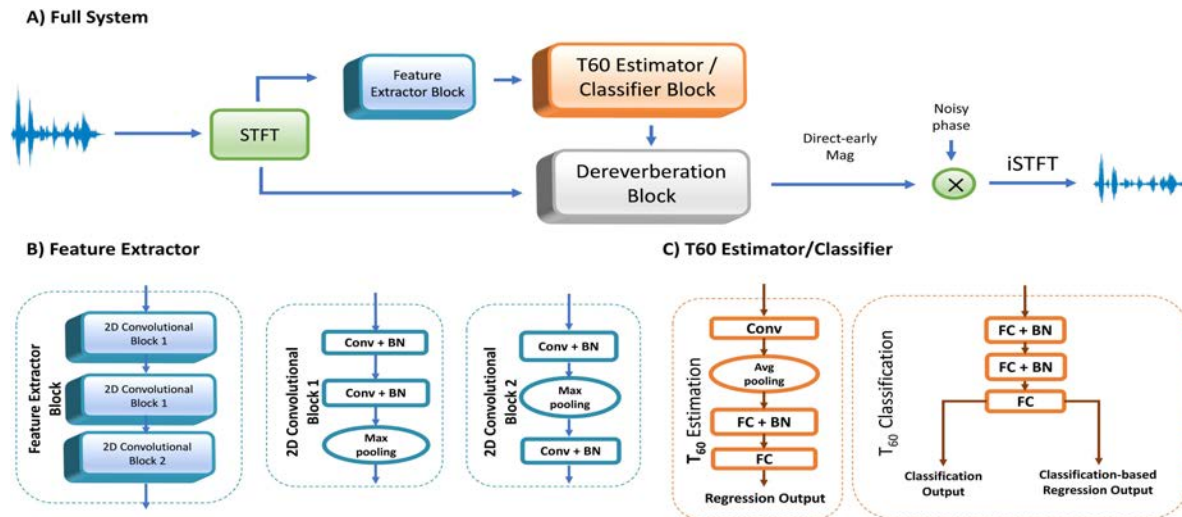 A) Full System
Feature
Extractor Block
T60 Estimator /
Classifier Block
STFT
Dereverberation
Block
Direct-early
Mag
Noisy
phase
×
iSTFT
B) Feature Extractor
Feature Extractor
Block
2D Convolutional
Block 1
2D Convolutional
Block 1
2D Convolutional
Block 2
2D Convolutional
Block 1
Conv + BN
Conv + BN
Max
pooling
2D Convolutional
Block 2
Conv + BN
Max
pooling
Conv + BN
C) T60 Estimator/Classifier
T60 Estimation
Conv
Avg
pooling
FC + BN
FC
Regression Output
T60 Classification
FC + BN
FC + BN
FC
Classification
Output
Classification-based
Regression Output